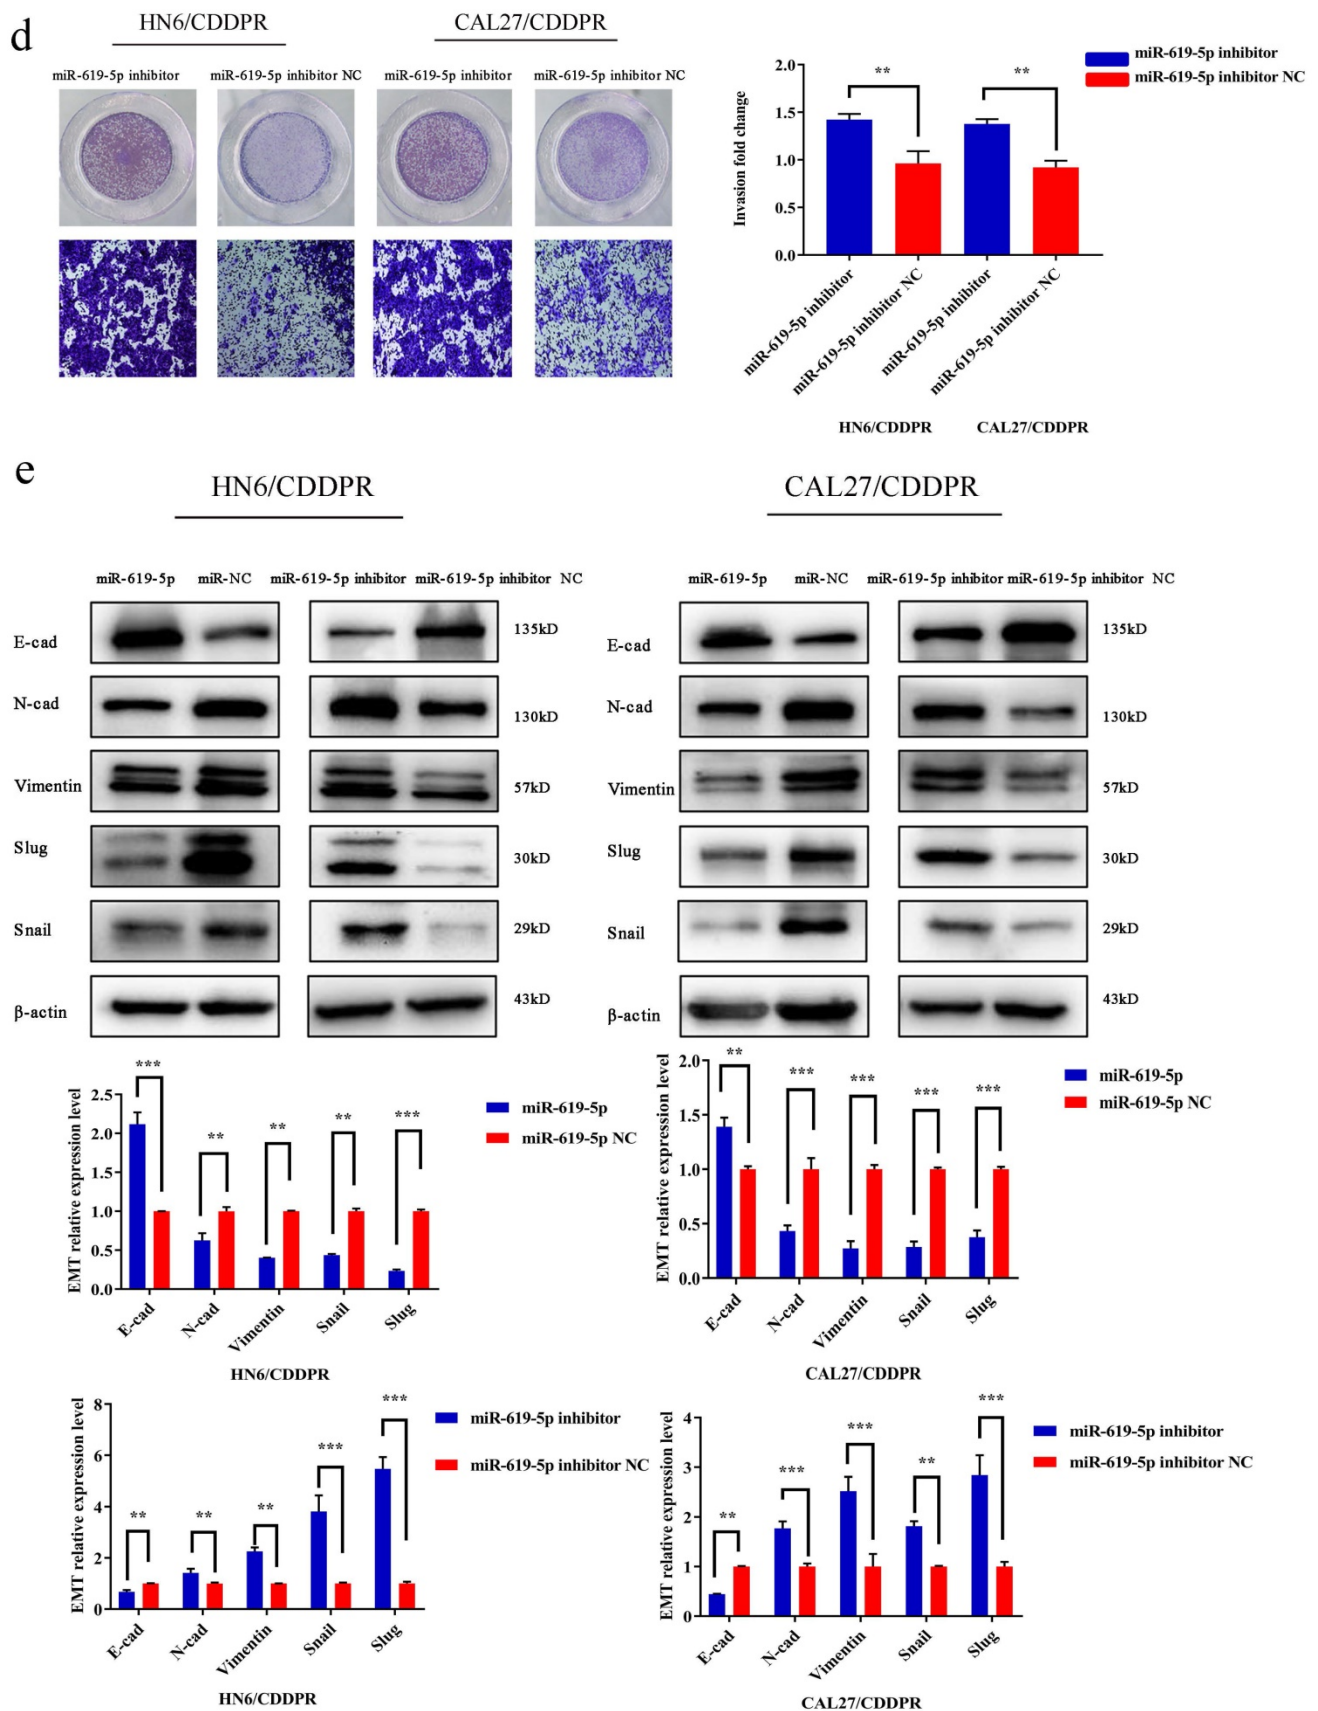 d
HN6/CDDPR
CAL27/CDDPR
miR-619-5p inhibitor
miR-619-5p inhibitor NC
miR-619-5p inhibitor
miR-619-5p inhibitor NC
miR-619-5p inhibitor
miR-619-5p inhibitor NC
Invasion fold change
2.0
1.5
1.0
0.5
0.0
**
**
miR-619-5p inhibitor
miR-619-5p inhibitor NC
miR-619-5p inhibitor
miR-619-5p inhibitor NC
HN6/CDDPR
CAL27/CDDPR
e
HN6/CDDPR
CAL27/CDDPR
miR-619-5p miR-NC miR-619-5p inhibitor miR-619-5p inhibitor NC
E-cad 135kD
N-cad 130kD
Vimentin 57kD
Slug 30kD
Snail 29kD
β-actin 43kD
miR-619-5p miR-NC miR-619-5p inhibitor miR-619-5p inhibitor NC
E-cad 135kD
N-cad 130kD
Vimentin 57kD
Slug 30kD
Snail 29kD
β-actin 43kD
EMT relative expression level
2.5
2.0
1.5
1.0
0.5
0.0
*** ** ** ** ***
E-cad N-cad Vimentin Snail Slug
HN6/CDDPR
miR-619-5p
miR-619-5p NC
EMT relative expression level
2.0
1.5
1.0
0.5
0.0
** *** *** *** ***
E-cad N-cad Vimentin Snail Slug
CAL27/CDDPR
miR-619-5p
miR-619-5p NC
EMT relative expression level
8
6
4
2
0
** ** ** *** ***
E-cad N-cad Vimentin Snail Slug
HN6/CDDPR
miR-619-5p inhibitor
miR-619-5p inhibitor NC
EMT relative expression level
4
3
2
1
0
** *** *** ** ***
E-cad N-cad Vimentin Snail Slug
CAL27/CDDPR
miR-619-5p inhibitor
miR-619-5p inhibitor NC